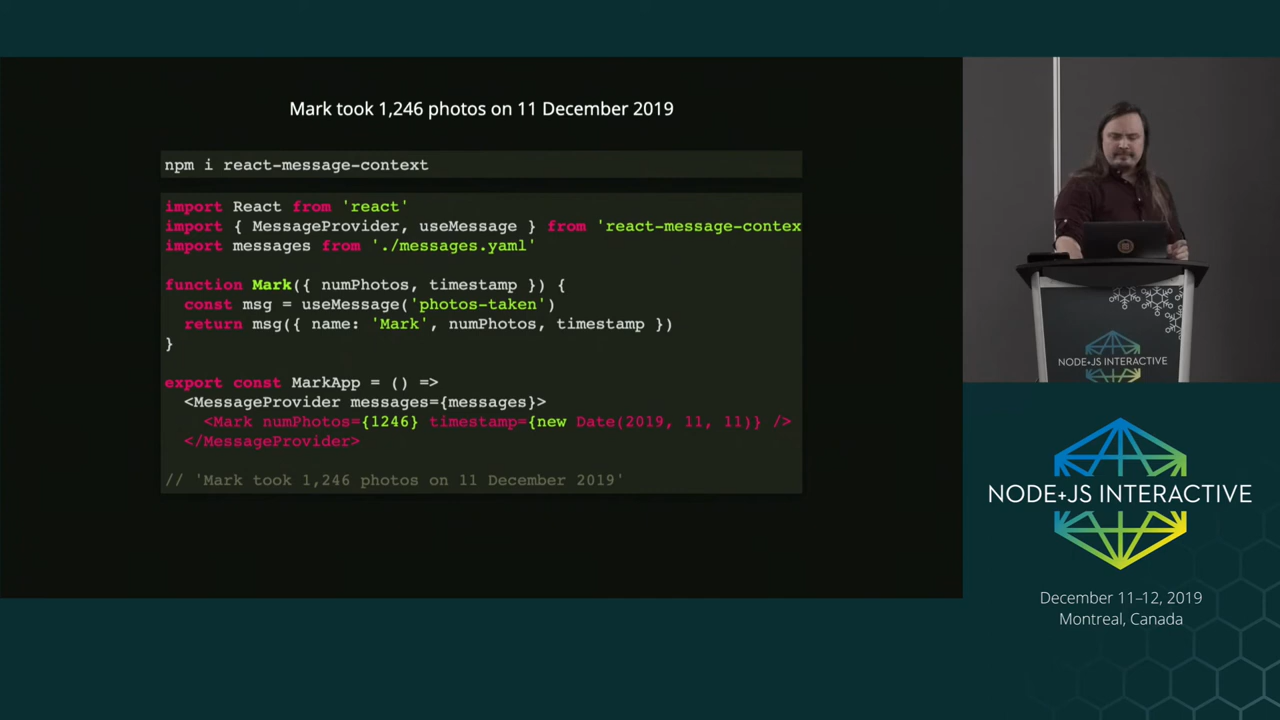 Mark took 1,246 photos on 11 December 2019
npm i react-message-context
import React from 'react'
import { MessageProvider, useMessage } from 'react-message-contex
import messages from './messages.yaml'
function Mark({ numPhotos, timestamp }) {
  const msg = useMessage('photos-taken')
  return msg({ name: 'Mark', numPhotos, timestamp })
}
export const MarkApp = () =>
  <MessageProvider messages={messages}>
    <Mark numPhotos={1246} timestamp={new Date(2019, 11, 11)} />
  </MessageProvider>
// 'Mark took 1,246 photos on 11 December 2019'
NODE+JS INTERACTIVE
NODE+JS INTERACTIVE
December 11–12, 2019
Montreal, Canada